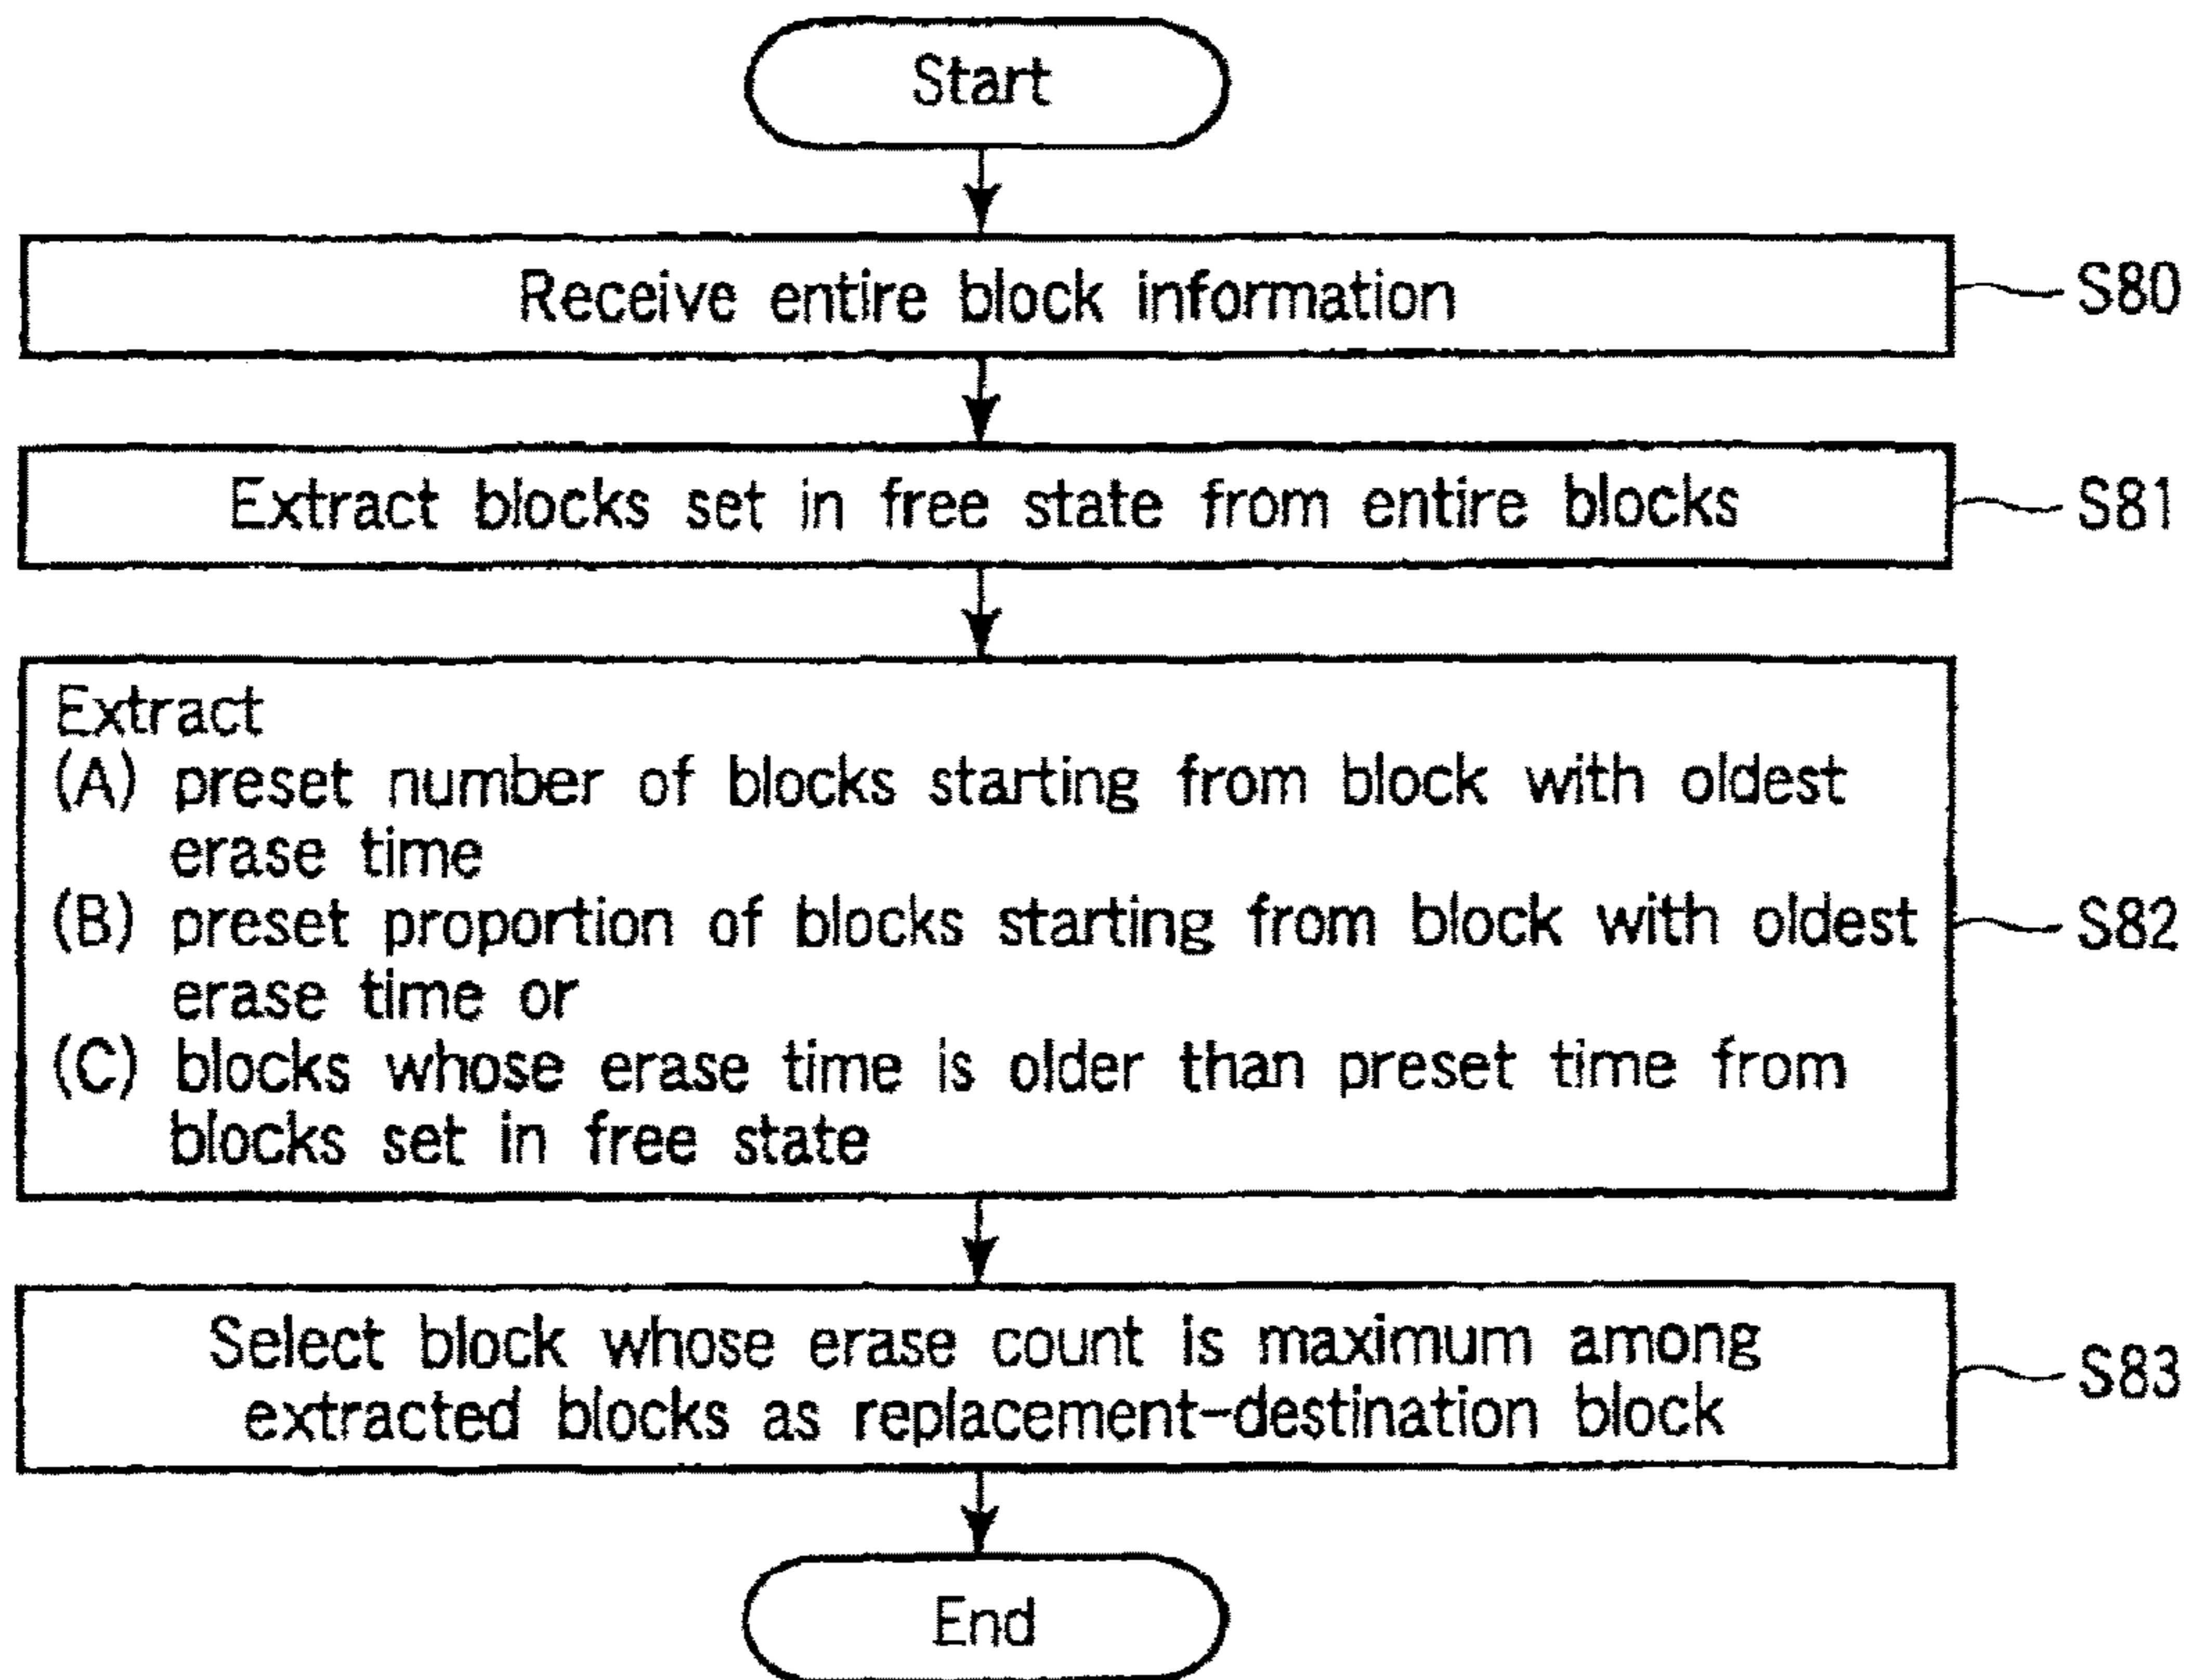 Start
Receive entire block information
S80
Extract blocks set in free state from entire blocks
S81
Extract
(A) preset number of blocks starting from block with oldest
erase time
(B) preset proportion of blocks starting from block with oldest
erase time or
(C) blocks whose erase time is older than preset time from
blocks set in free state
S82
Select block whose erase count is maximum among
extracted blocks as replacement-destination block
S83
End